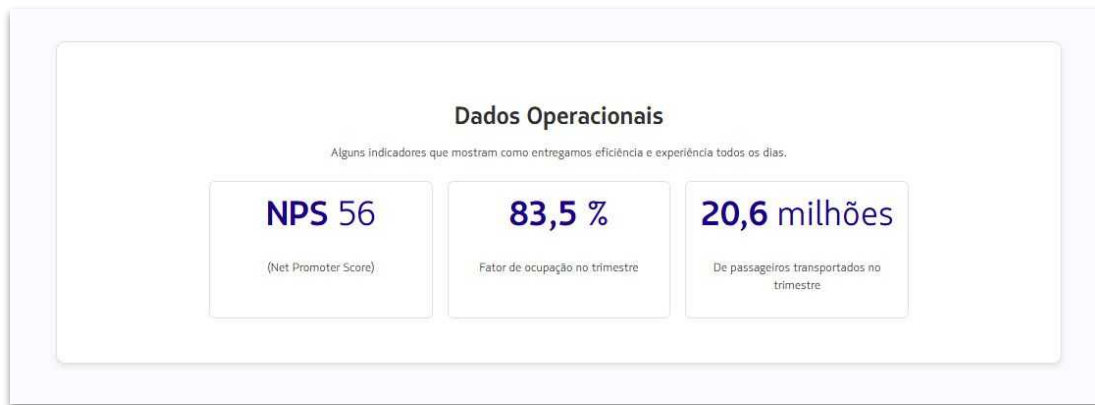 Dados Operacionais
Alguns indicadores que mostram como entregamos eficiência e experiência todos os dias.
NPS 56
(Net Promoter Score)
83,5 %
Fator de ocupação no trimestre
20,6 milhões
De passageiros transportados no
trimestre